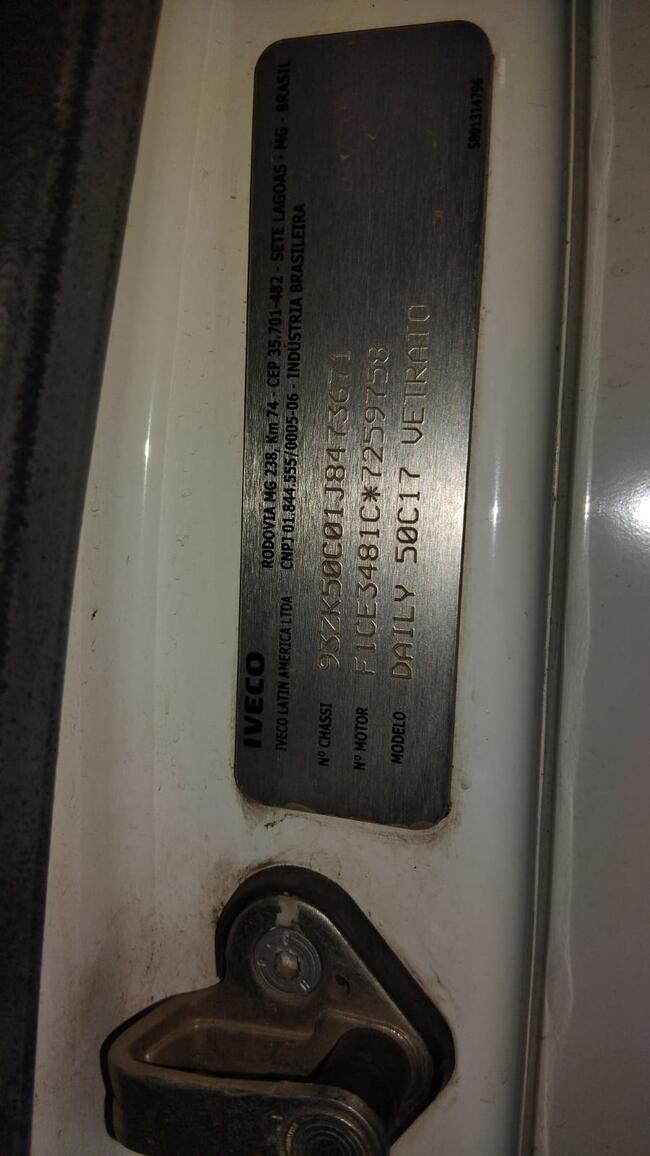 IVECO
IVECO LATIN AMERICA LTDA
RODOVIA MG 238, Km 74 - CEP 35.701-482 - SETE LAGOAS - MG - BRASIL
CNPJ 01.844.555/0005-06 - INDÚSTRIA BRASILEIRA
Nº CHASSI 93ZK50C01J8473671
Nº MOTOR F1CE3481C*7259758
MODELO DAILY 50C17 VETRATO
5801314796